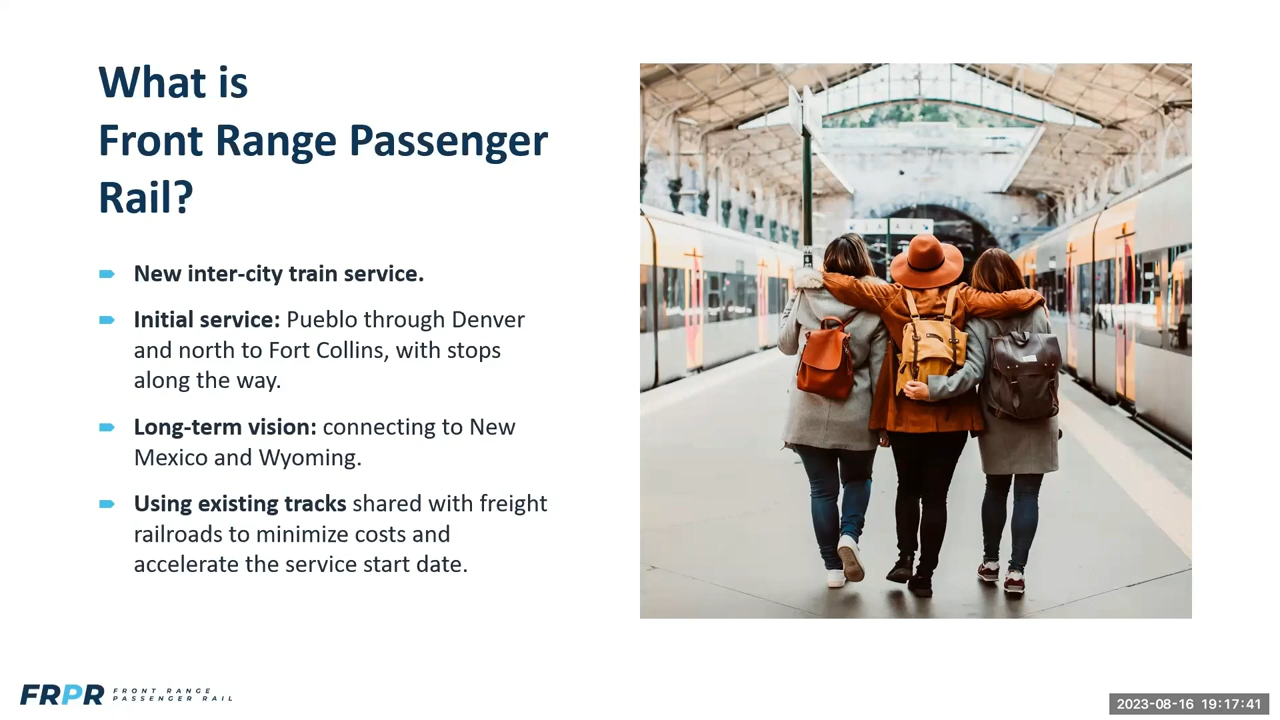 What is
Front Range Passenger
Rail?
New inter-city train service.
Initial service: Pueblo through Denver
and north to Fort Collins, with stops
along the way.
Long-term vision: connecting to New
Mexico and Wyoming.
Using existing tracks shared with freight
railroads to minimize costs and
accelerate the service start date.
FRPR
FRONT RANGE
PASSENGER RAIL
2023-08-16 19:17:41